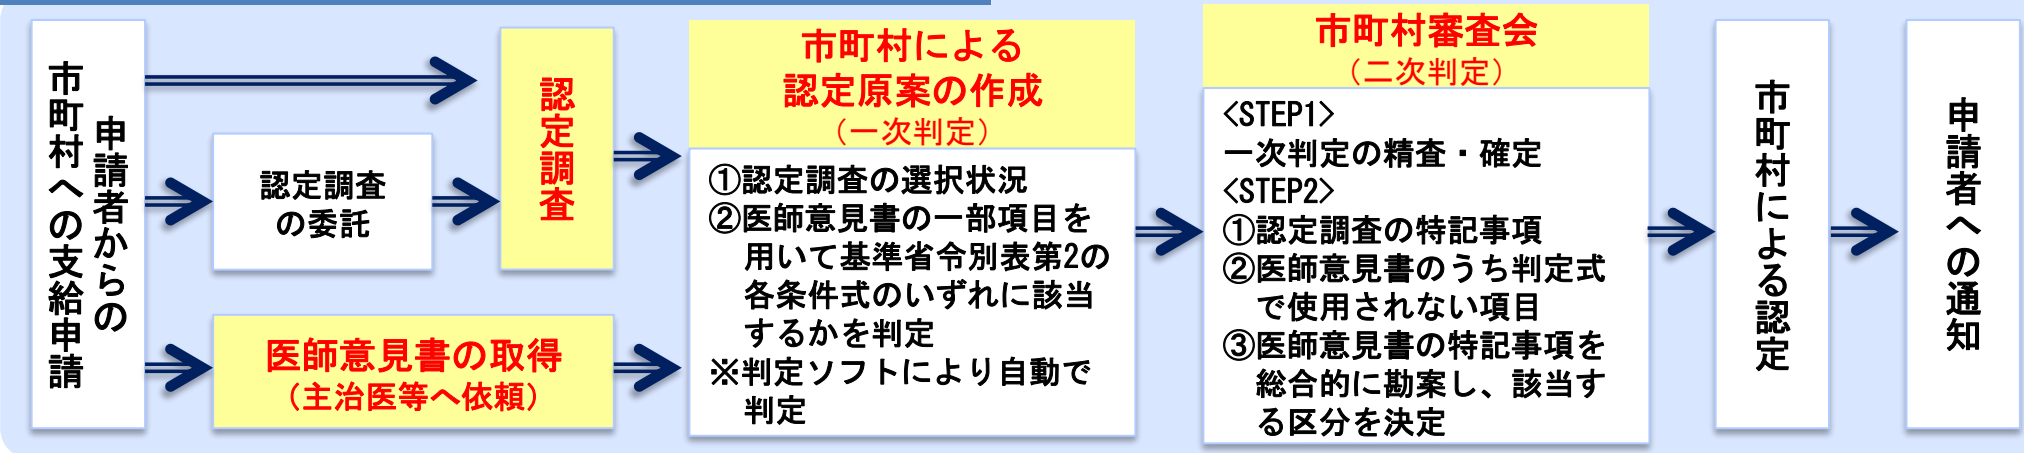 申請者からの
市町村への支給申請
認定調査
の委託
認定調査
医師意見書の取得
（主治医等へ依頼）
市町村による
認定原案の作成
（一次判定）
①認定調査の選択状況
②医師意見書の一部項目を
用いて基準省令別表第2の
各条件式のいずれに該当
するかを判定
※判定ソフトにより自動で
判定
市町村審査会
（二次判定）
<STEP1>
一次判定の精査・確定
<STEP2>
①認定調査の特記事項
②医師意見書のうち判定式
で使用されない項目
③医師意見書の特記事項を
総合的に勘案し、該当す
る区分を決定
市町村による認定
申請者への通知